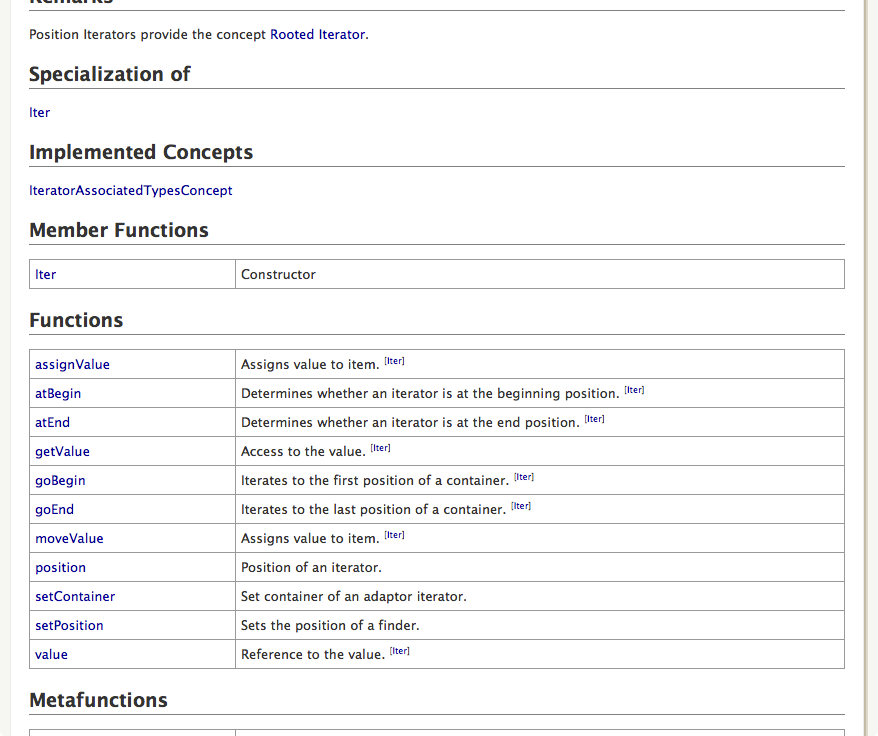 Remarks
Position Iterators provide the concept Rooted Iterator.
Specialization of
Iter
Implemented Concepts
IteratorAssociatedTypesConcept
Member Functions
Iter Constructor
Functions
assignValue Assigns value to item. [Iter]
atBegin Determines whether an iterator is at the beginning position. [Iter]
atEnd Determines whether an iterator is at the end position. [Iter]
getValue Access to the value. [Iter]
goBegin Iterates to the first position of a container. [Iter]
goEnd Iterates to the last position of a container. [Iter]
moveValue Assigns value to item. [Iter]
position Position of an iterator.
setContainer Set container of an adaptor iterator.
setPosition Sets the position of a finder.
value Reference to the value. [Iter]
Metafunctions